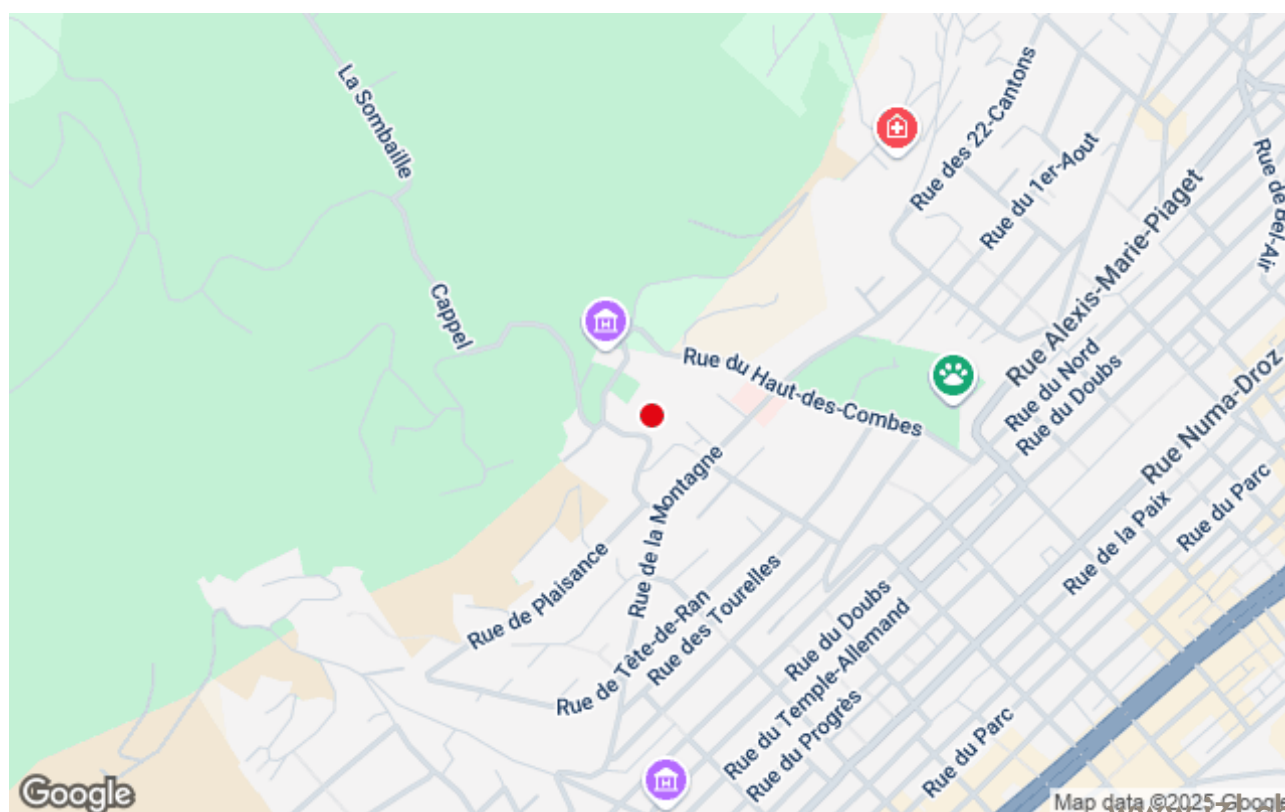 La Sombaille
Cappel
Rue des 22-Cantons
Rue du 1er-Aout
Rue de Bel-Air
Rue Alexis-Marie-Piaget
Rue du Haut-des-Combes
Rue du Nord
Rue du Doubs
Rue Numa-Droz
Rue du Parc
Rue de la Paix
Rue de la Montagne
Rue de Plaisance
Rue de Tête-de-Ran
Rue des Tourelles
Rue du Doubs
Rue du Temple-Allemand
Rue du Progrès
Rue du Parc
Google
Map data ©2025 Google